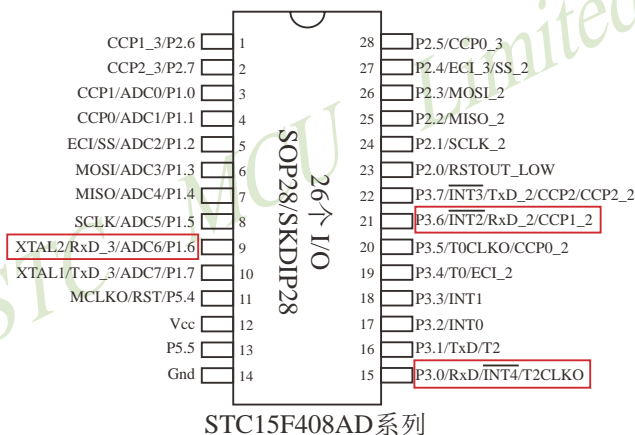 CCP1_3/P2.6 1 28 P2.5/CCP0_3
CCP2_3/P2.7 2 27 P2.4/ECI_3/SS_2
CCP1/ADC0/P1.0 3 26 P2.3/MOSI_2
CCP0/ADC1/P1.1 4 25 P2.2/MISO_2
ECI/SS/ADC2/P1.2 5 24 P2.1/SCLK_2
MOSI/ADC3/P1.3 6 23 P2.0/RSTOUT_LOW
MISO/ADC4/P1.4 7 22 P3.7/INT3/TxD_2/CCP2/CCP2_2
SCLK/ADC5/P1.5 8 21 P3.6/INT2/RxD_2/CCP1_2
XTAL2/RxD_3/ADC6/P1.6 9 20 P3.5/T0CLKO/CCP0_2
XTAL1/TxD_3/ADC7/P1.7 10 19 P3.4/T0/ECI_2
MCLKO/RST/P5.4 11 18 P3.3/INT1
Vcc 12 17 P3.2/INT0
P5.5 13 16 P3.1/TxD/T2
Gnd 14 15 P3.0/RxD/INT4/T2CLKO
26个 I/O
SOP28/SKDIP28
STC15F408AD系列
STC MCU Limited